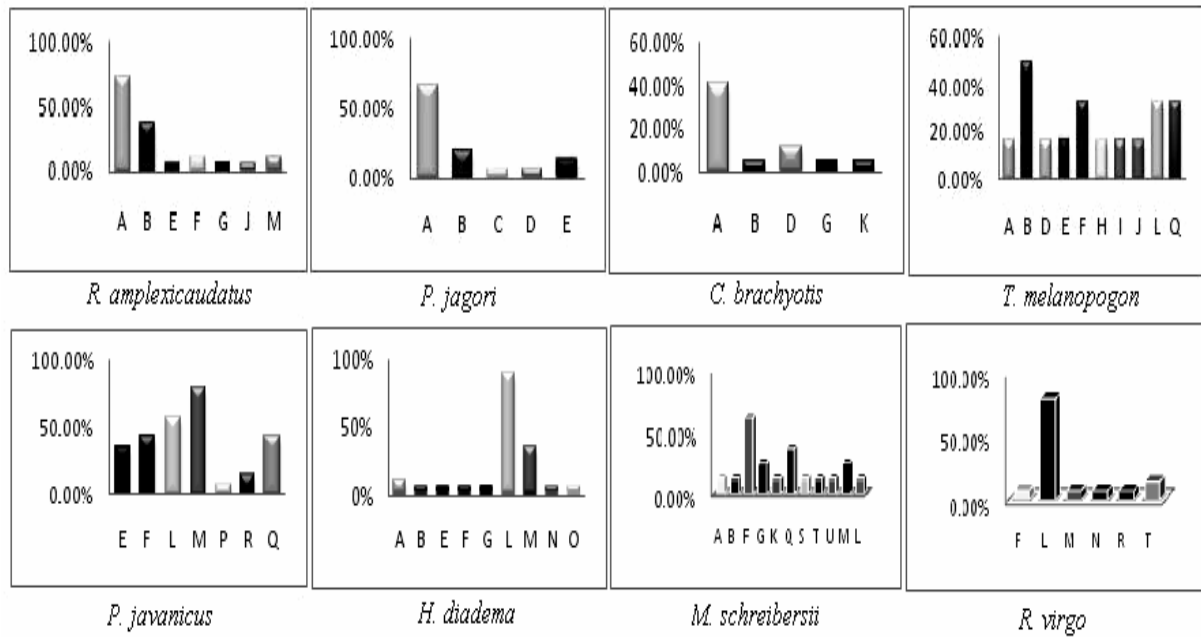 100.00%
50.00%
0.00%
A B E F G J M
R. amplexicaudatus
100.00%
50.00%
0.00%
A B C D E
P. jagori
60.00%
40.00%
20.00%
0.00%
A B D G K
C. brachyotis
60.00%
40.00%
20.00%
0.00%
A B D E F H I J L Q
T. melanopogon
100.00%
50.00%
0.00%
E F L M P R Q
P. javanicus
100%
50%
0%
A B E F G L M N O
H. diadema
100.00%
50.00%
0.00%
A B F G K Q S T U M L
M. schreibersii
100.00%
50.00%
0.00%
F L M N R T
R. virgo